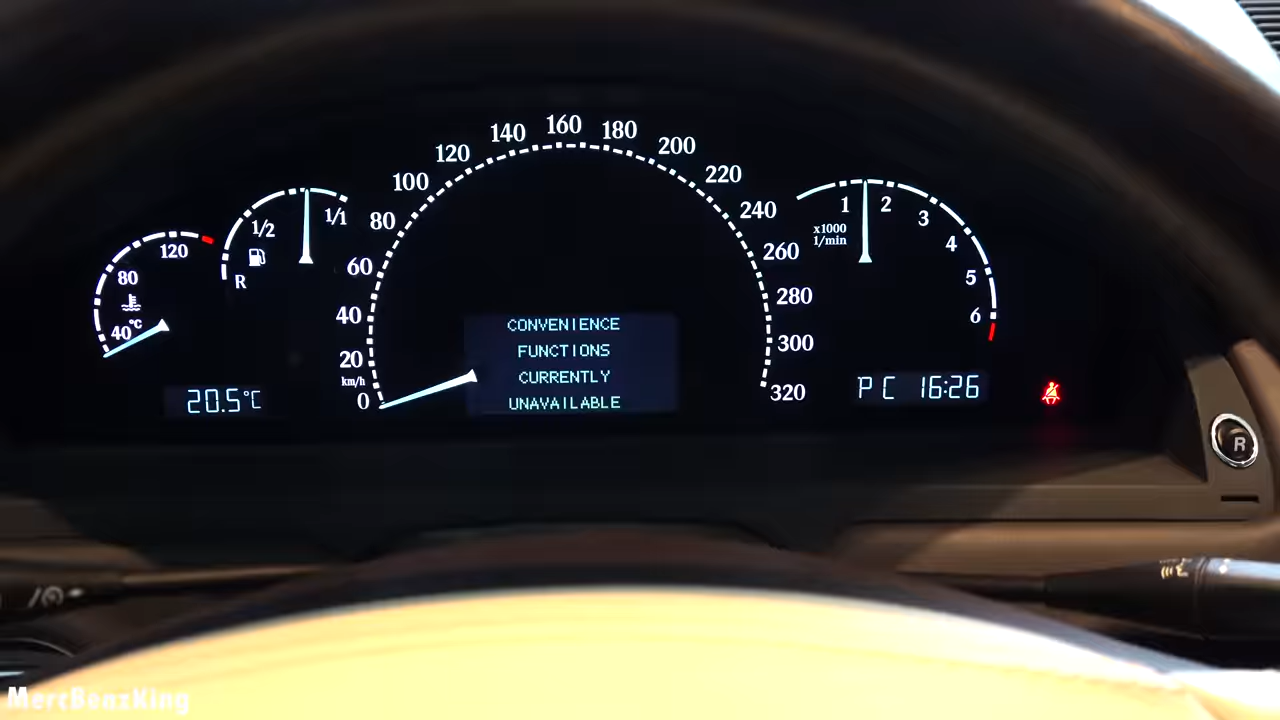 120
80
40°C
20.5°C
1/1
1/2
R
0
20
km/h
40
60
80
100
120
140
160
180
200
220
240
260
280
300
320
CONVENIENCE
FUNCTIONS
CURRENTLY
UNAVAILABLE
1
2
3
4
5
6
x1000
1/min
P C 16:26
R
MertBenzKing